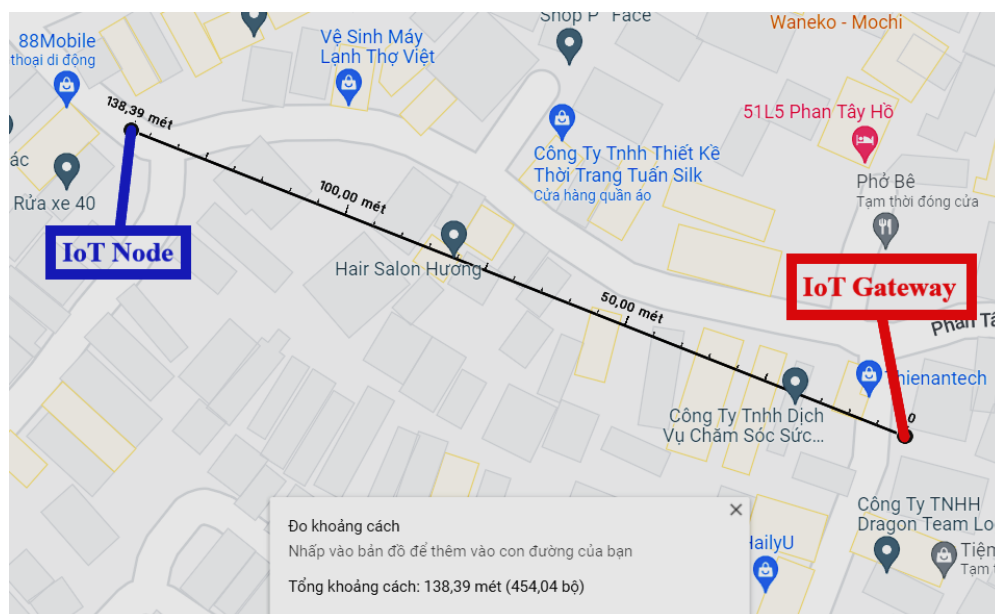 Shop P Face
Waneko - Mochi
88Mobile
thoại di động
Vệ Sinh Máy
Lạnh Thợ Việt
138,39 mét
51L5 Phan Tây Hồ
Công Ty Tnhh Thiết Kề
Thời Trang Tuấn Silk
Cửa hàng quần áo
ác
Rửa xe 40
100,00 mét
Phở Bê
Tạm thời đóng cửa
IoT Node
Hair Salon Hương
IoT Gateway
50,00 mét
Phan Tâ
Thienantech
0
Công Ty Tnhh Dịch
Vụ Chăm Sóc Sức...
Công Ty TNHH
Dragon Team Lo
Đo khoảng cách
Nhấp vào bản đồ để thêm vào con đường của bạn
Tổng khoảng cách: 138,39 mét (454,04 bộ)
HailyU
Tiệm
Tạm t